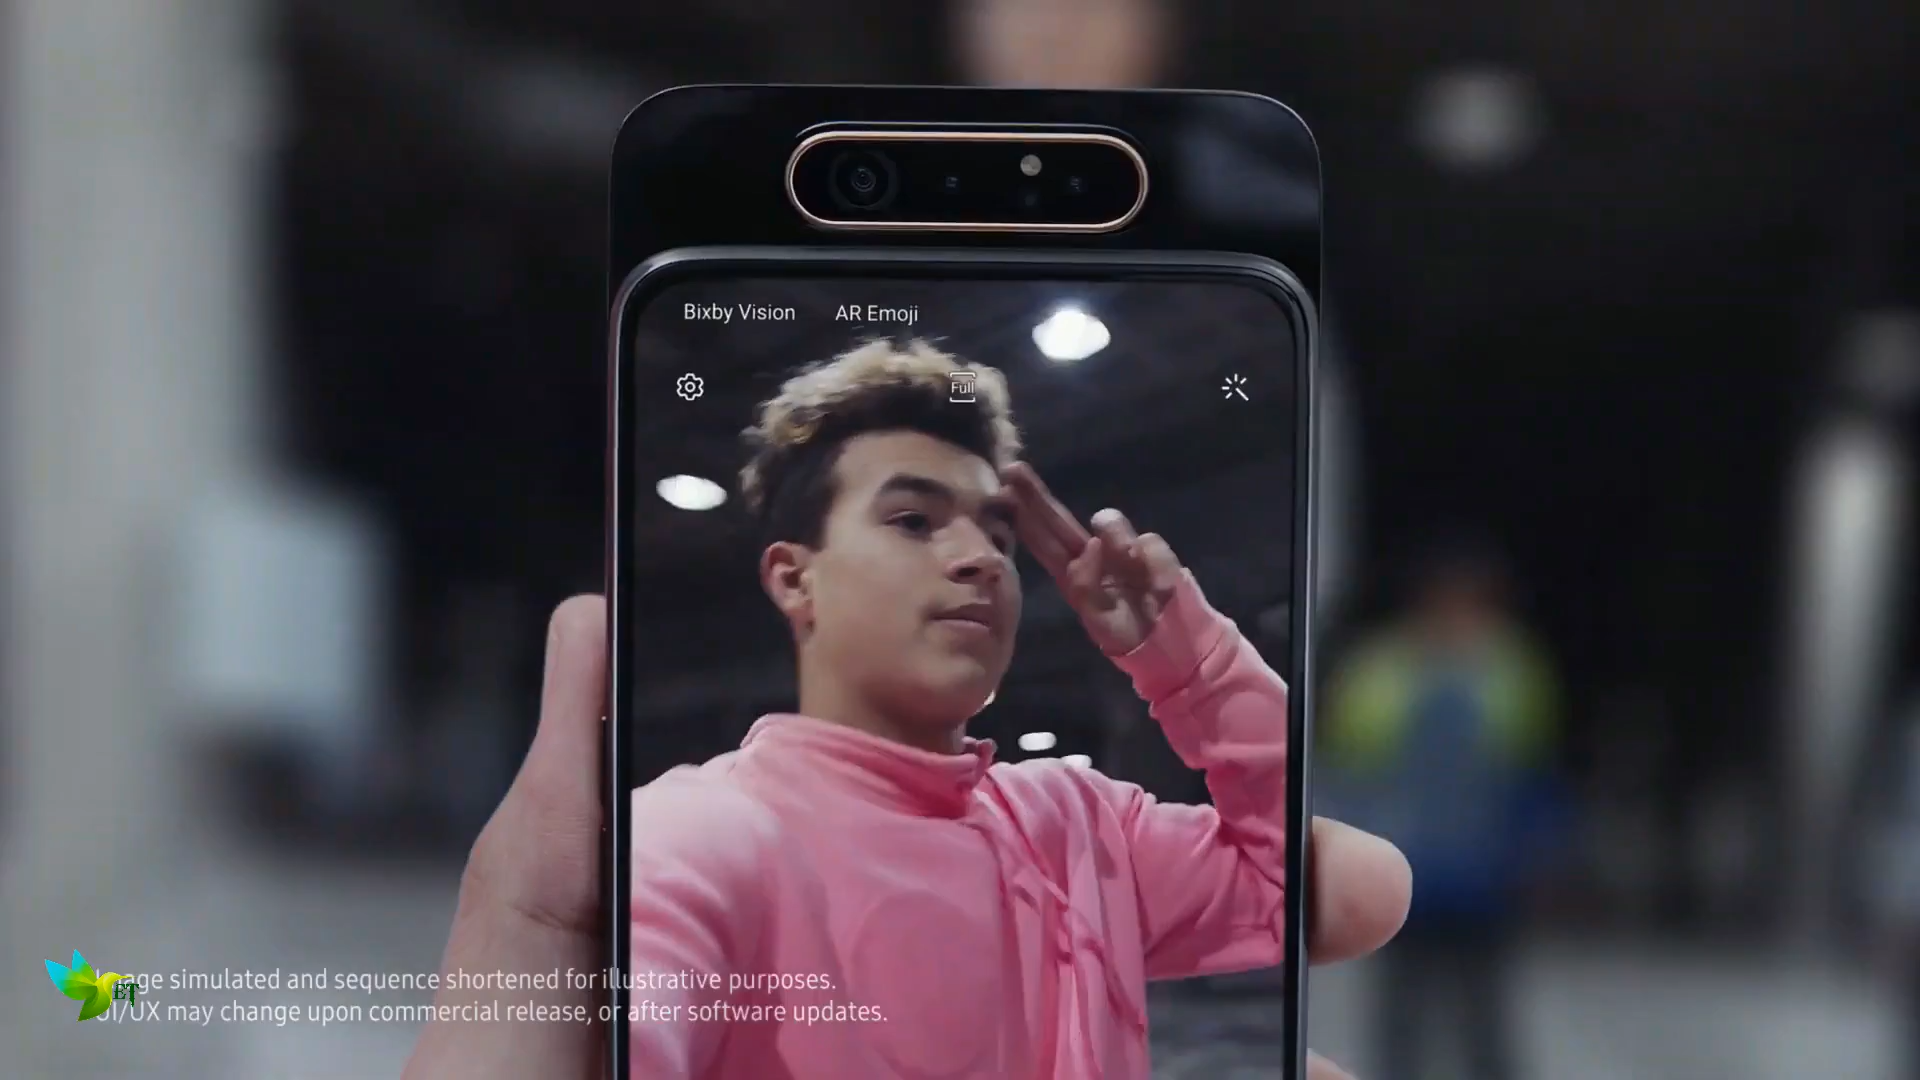 Bixby Vision AR Emoji
Full
simulated and sequence shortened for illustrative purposes.
UI/UX may change upon commercial release, or after software updates.
ET